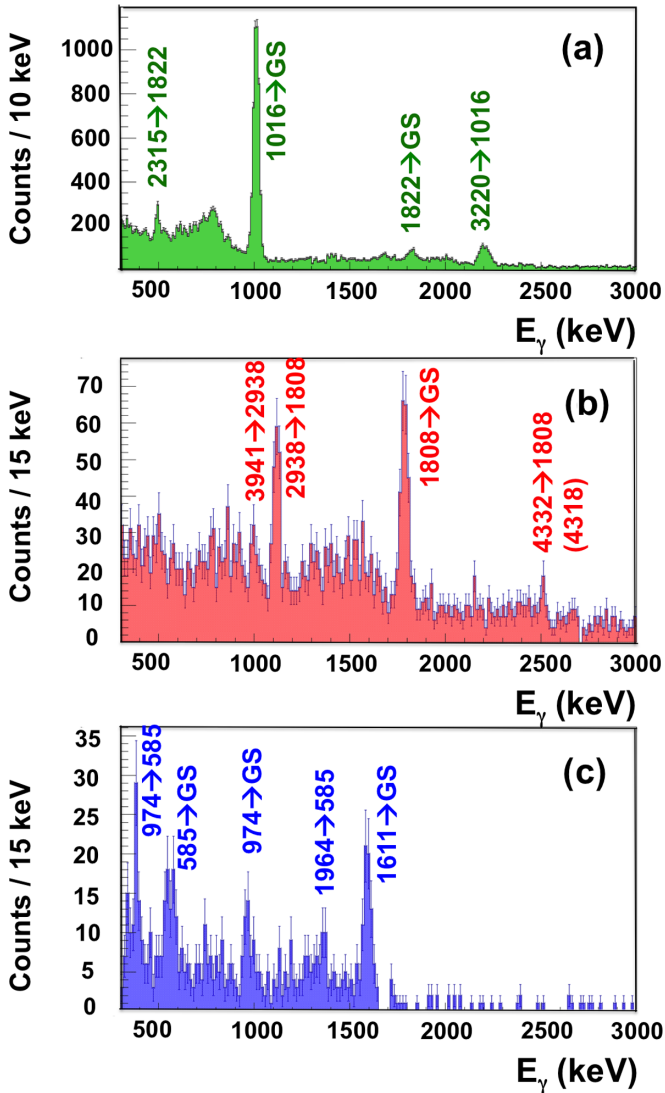 (a)
Counts / 10 keV
1000
800
600
400
200
2315→1822
1016→GS
1822→GS
3220→1016
500 1000 1500 2000 2500 3000
Eγ (keV)
(b)
Counts / 15 keV
70
60
50
40
30
20
10
0
3941→2938
2938→1808
1808→GS
4332→1808
(4318)
500 1000 1500 2000 2500 3000
Eγ (keV)
(c)
Counts / 15 keV
35
30
25
20
15
10
5
0
974→585
585→GS
974→GS
1964→585
1611→GS
500 1000 1500 2000 2500 3000
Eγ (keV)